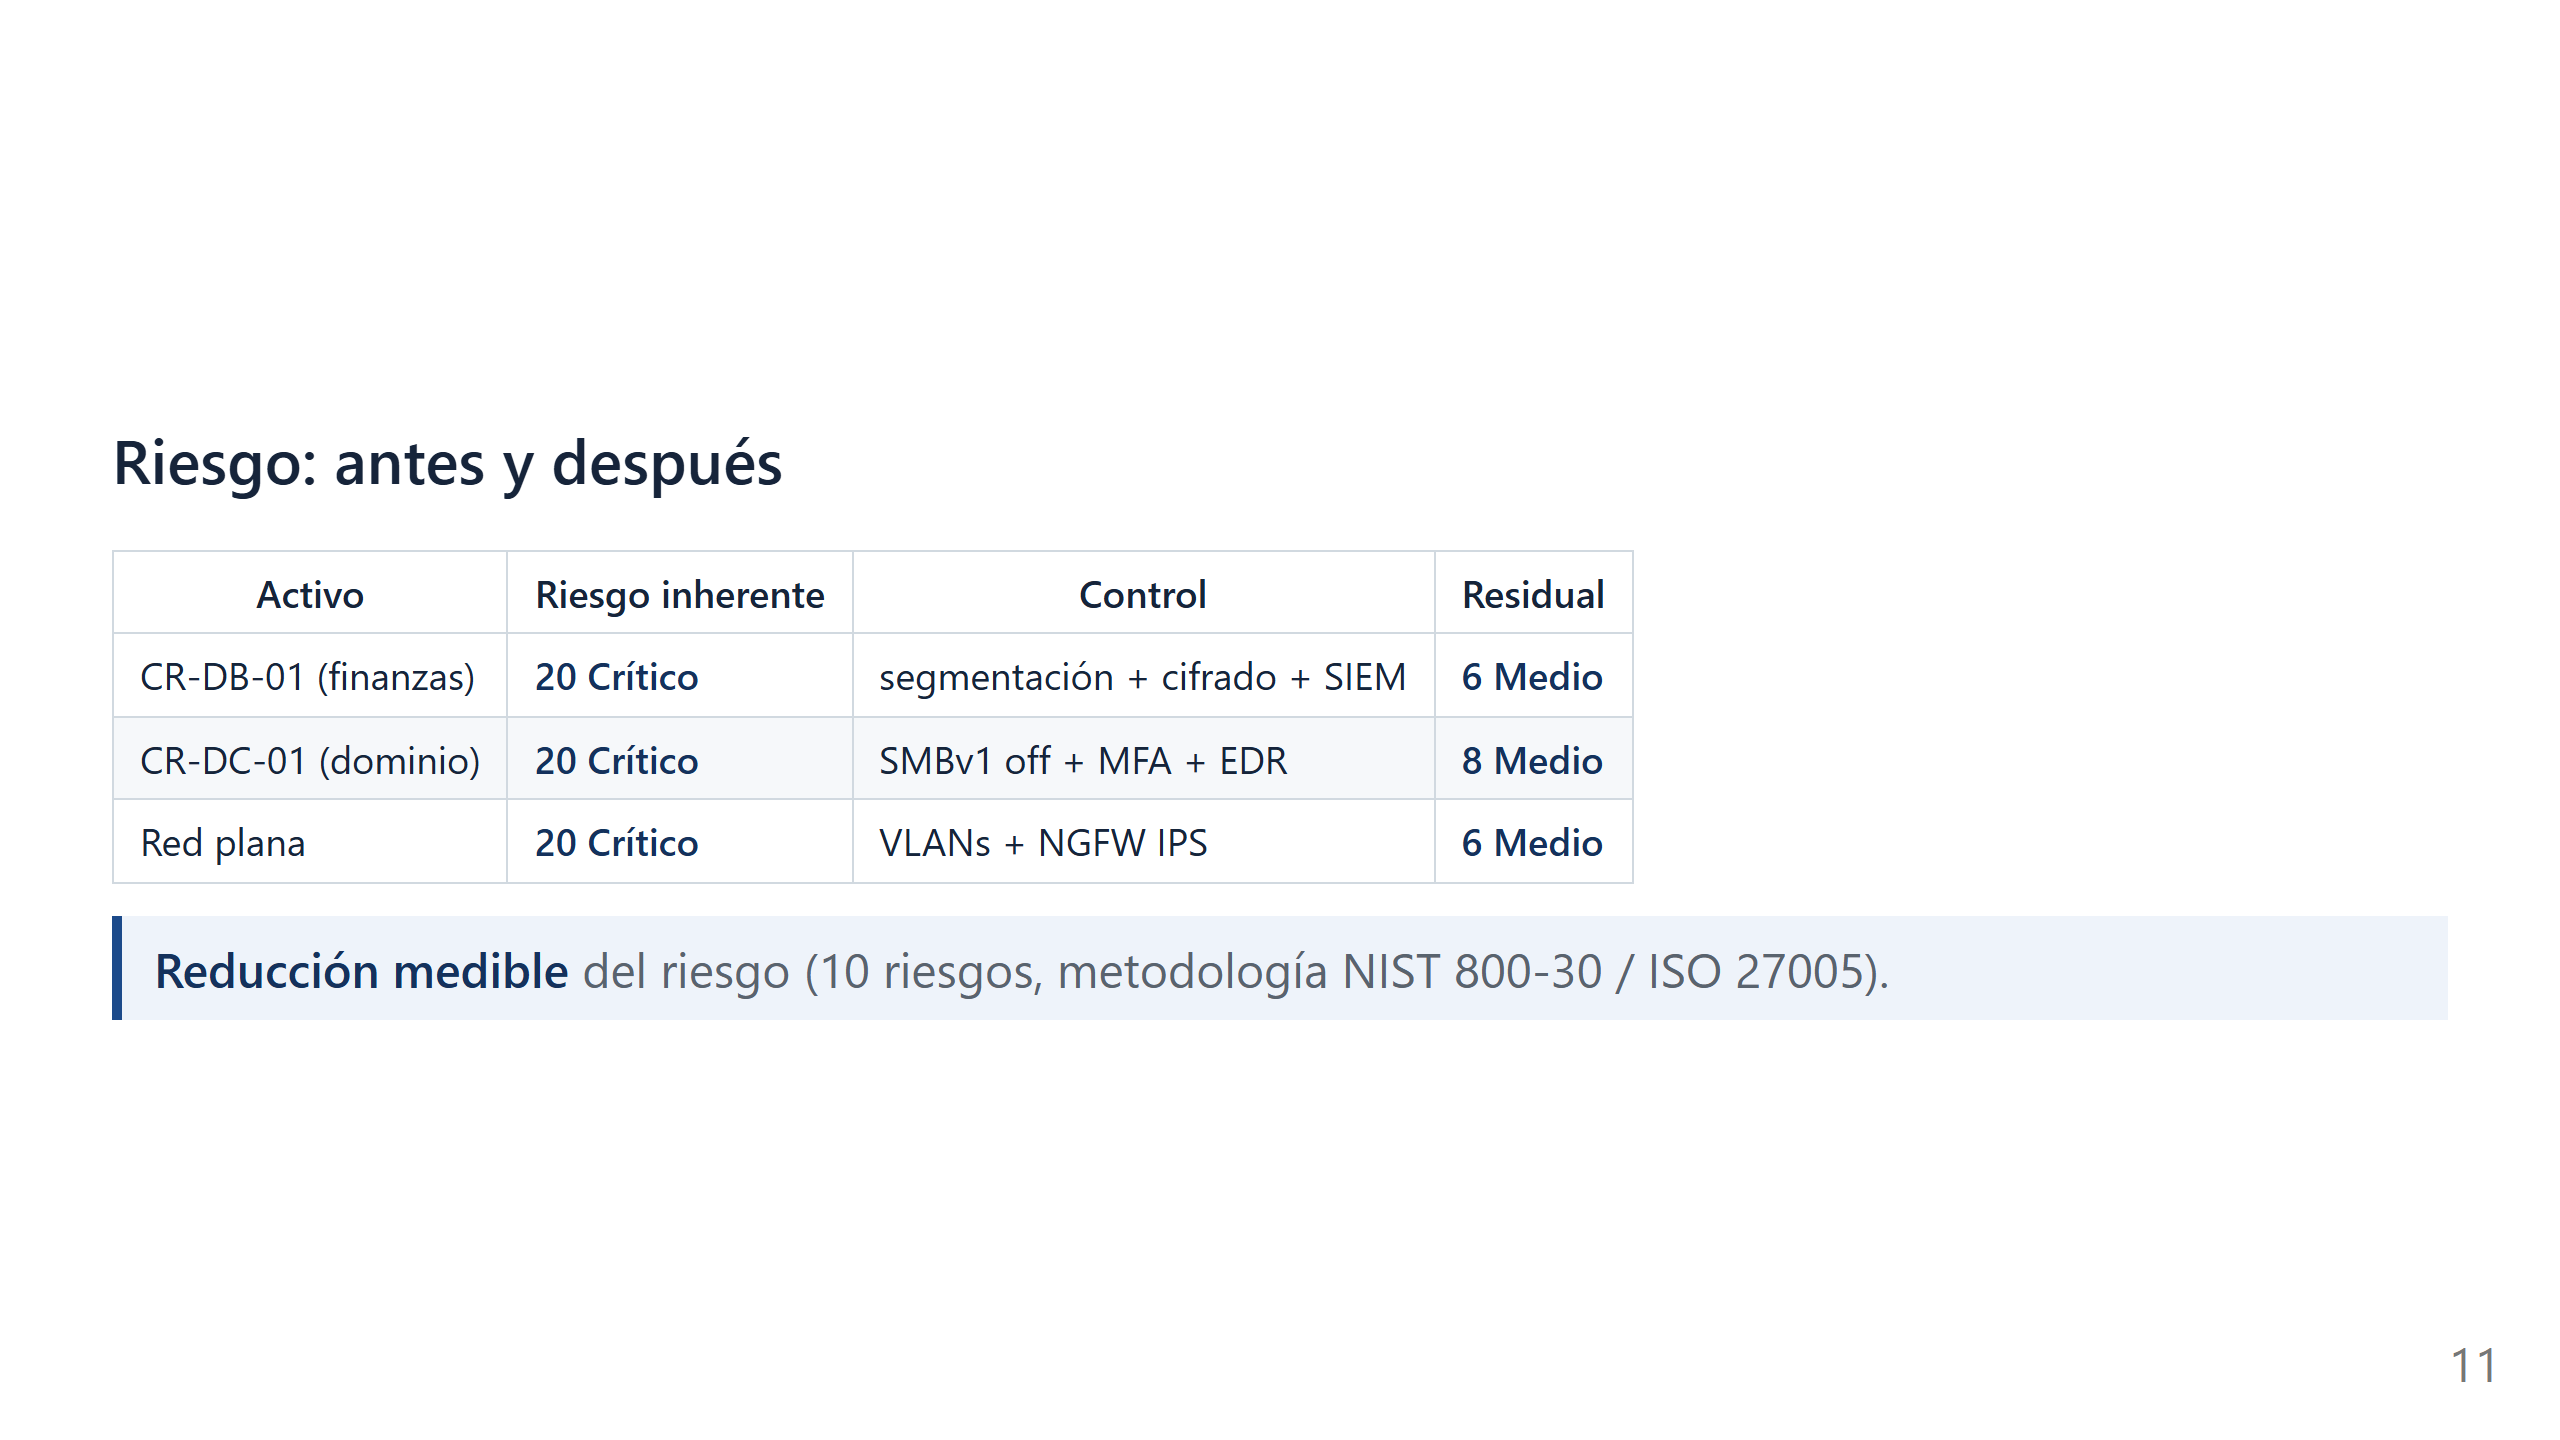 Riesgo: antes y después
Activo Riesgo inherente Control Residual
CR-DB-01 (finanzas) 20 Crítico segmentación + cifrado + SIEM 6 Medio
CR-DC-01 (dominio) 20 Crítico SMBv1 off + MFA + EDR 8 Medio
Red plana 20 Crítico VLANs + NGFW IPS 6 Medio
Reducción medible del riesgo (10 riesgos, metodología NIST 800-30 / ISO 27005).
11